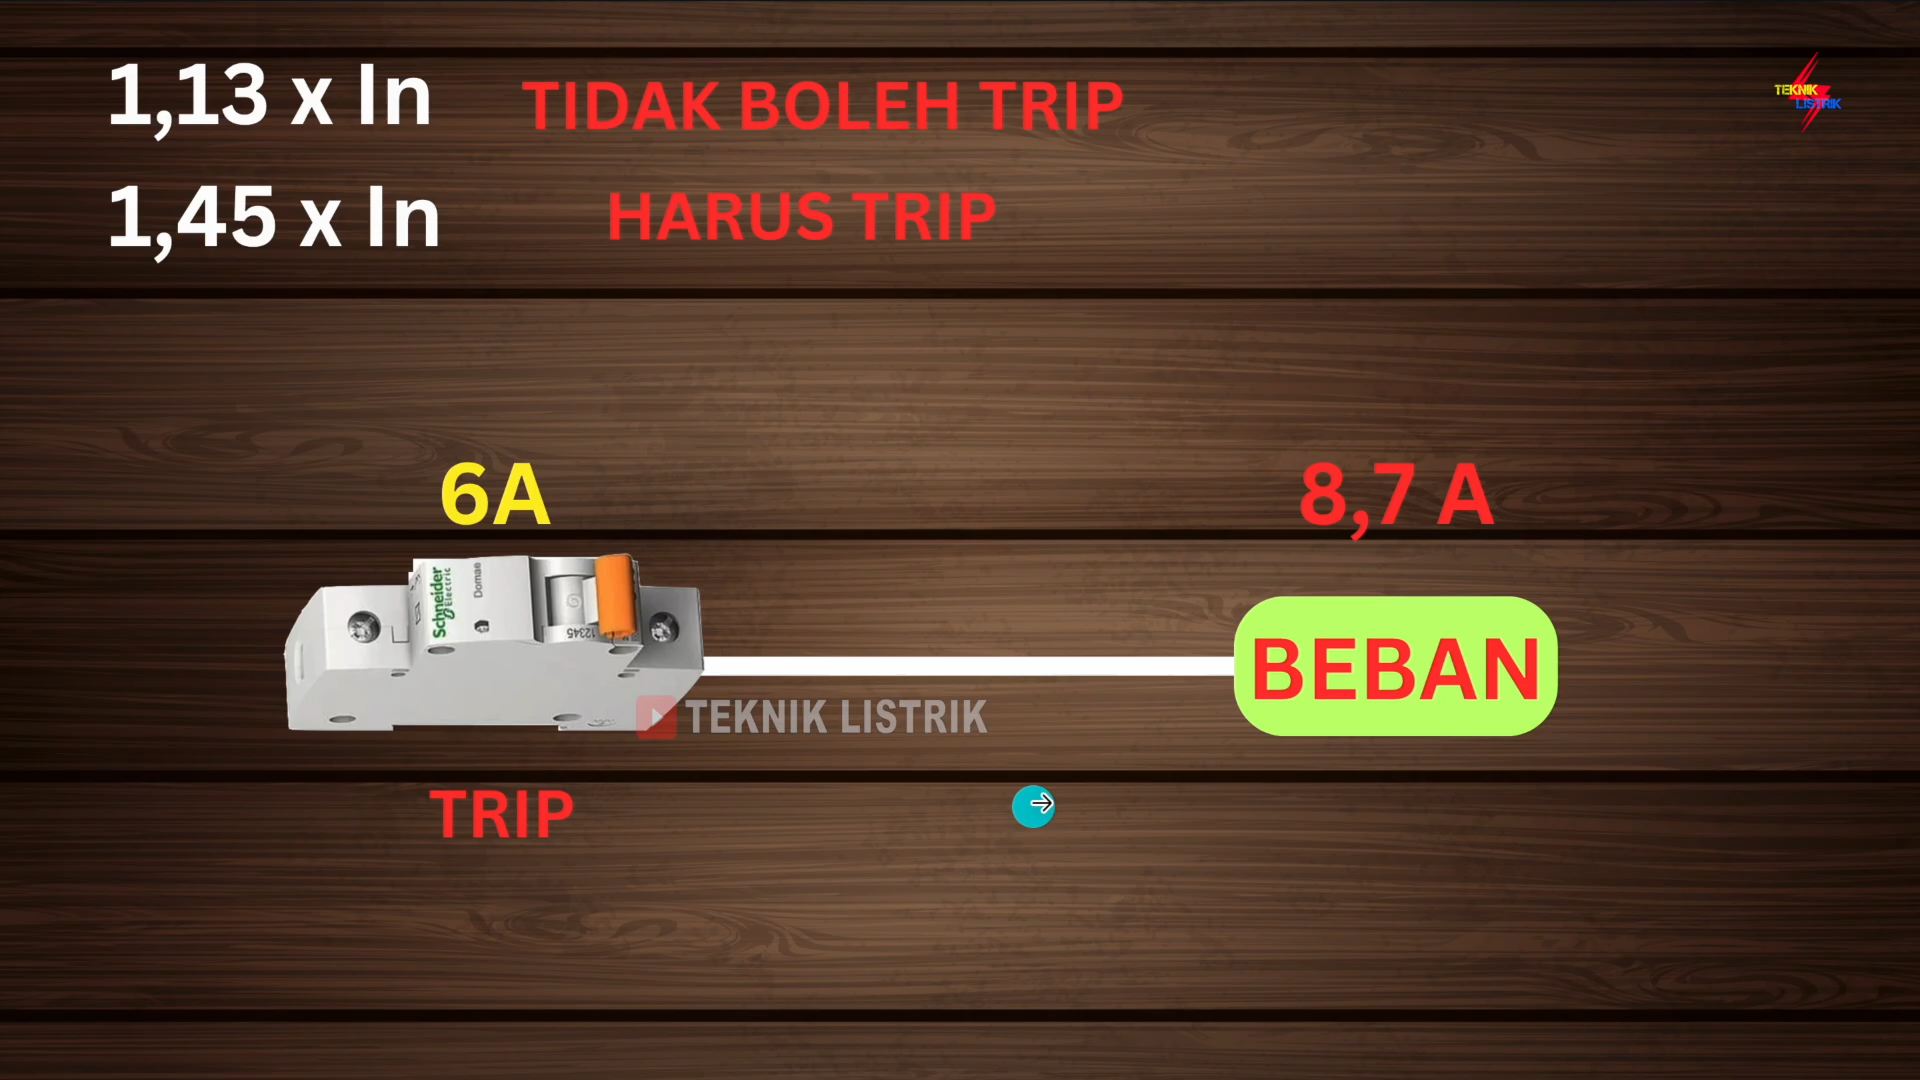 1,13 x In TIDAK BOLEH TRIP
TEKNIK
LISTRIK
1,45 x In HARUS TRIP
6A 8,7 A
Schneider
Electric
Domae
12345
BEBAN
TEKNIK LISTRIK
TRIP